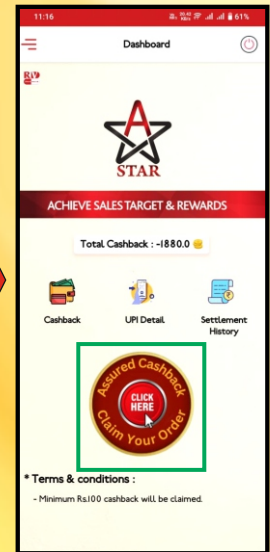 11:16
61%
Dashboard
STAR
ACHIEVE SALES TARGET & REWARDS
Total Cashback : -1880.0
Cashback
UPI Detail
Settlement
History
Assured Cashback
CLICK
HERE
Claim Your Order
* Terms & conditions :
- Minimum Rs.100 cashback will be claimed.